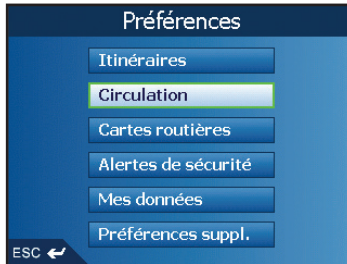 Préférences
Itinéraires
Circulation
Cartes routières
Alertes de sécurité
Mes données
Préférences suppl.
ESC